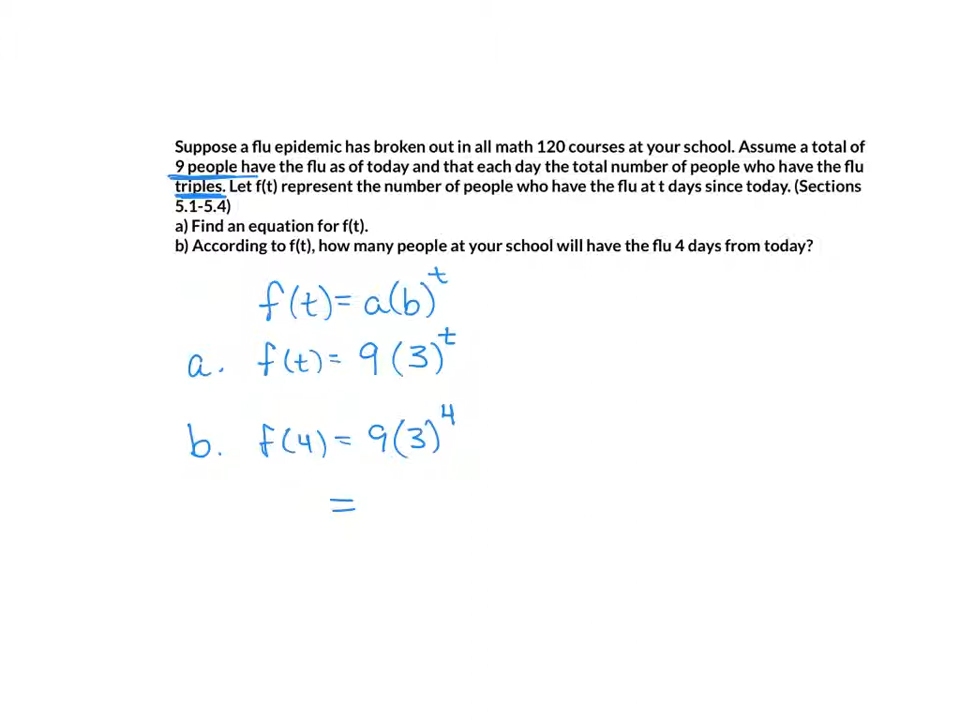 Suppose a flu epidemic has broken out in all math 120 courses at your school. Assume a total of
9 people have the flu as of today and that each day the total number of people who have the flu
triples. Let f(t) represent the number of people who have the flu at t days since today. (Sections
5.1-5.4)
a) Find an equation for f(t).
b) According to f(t), how many people at your school will have the flu 4 days from today?
f(t) = a(b)^t
a. f(t) = 9(3)^t
b. f(4) = 9(3)^4
=